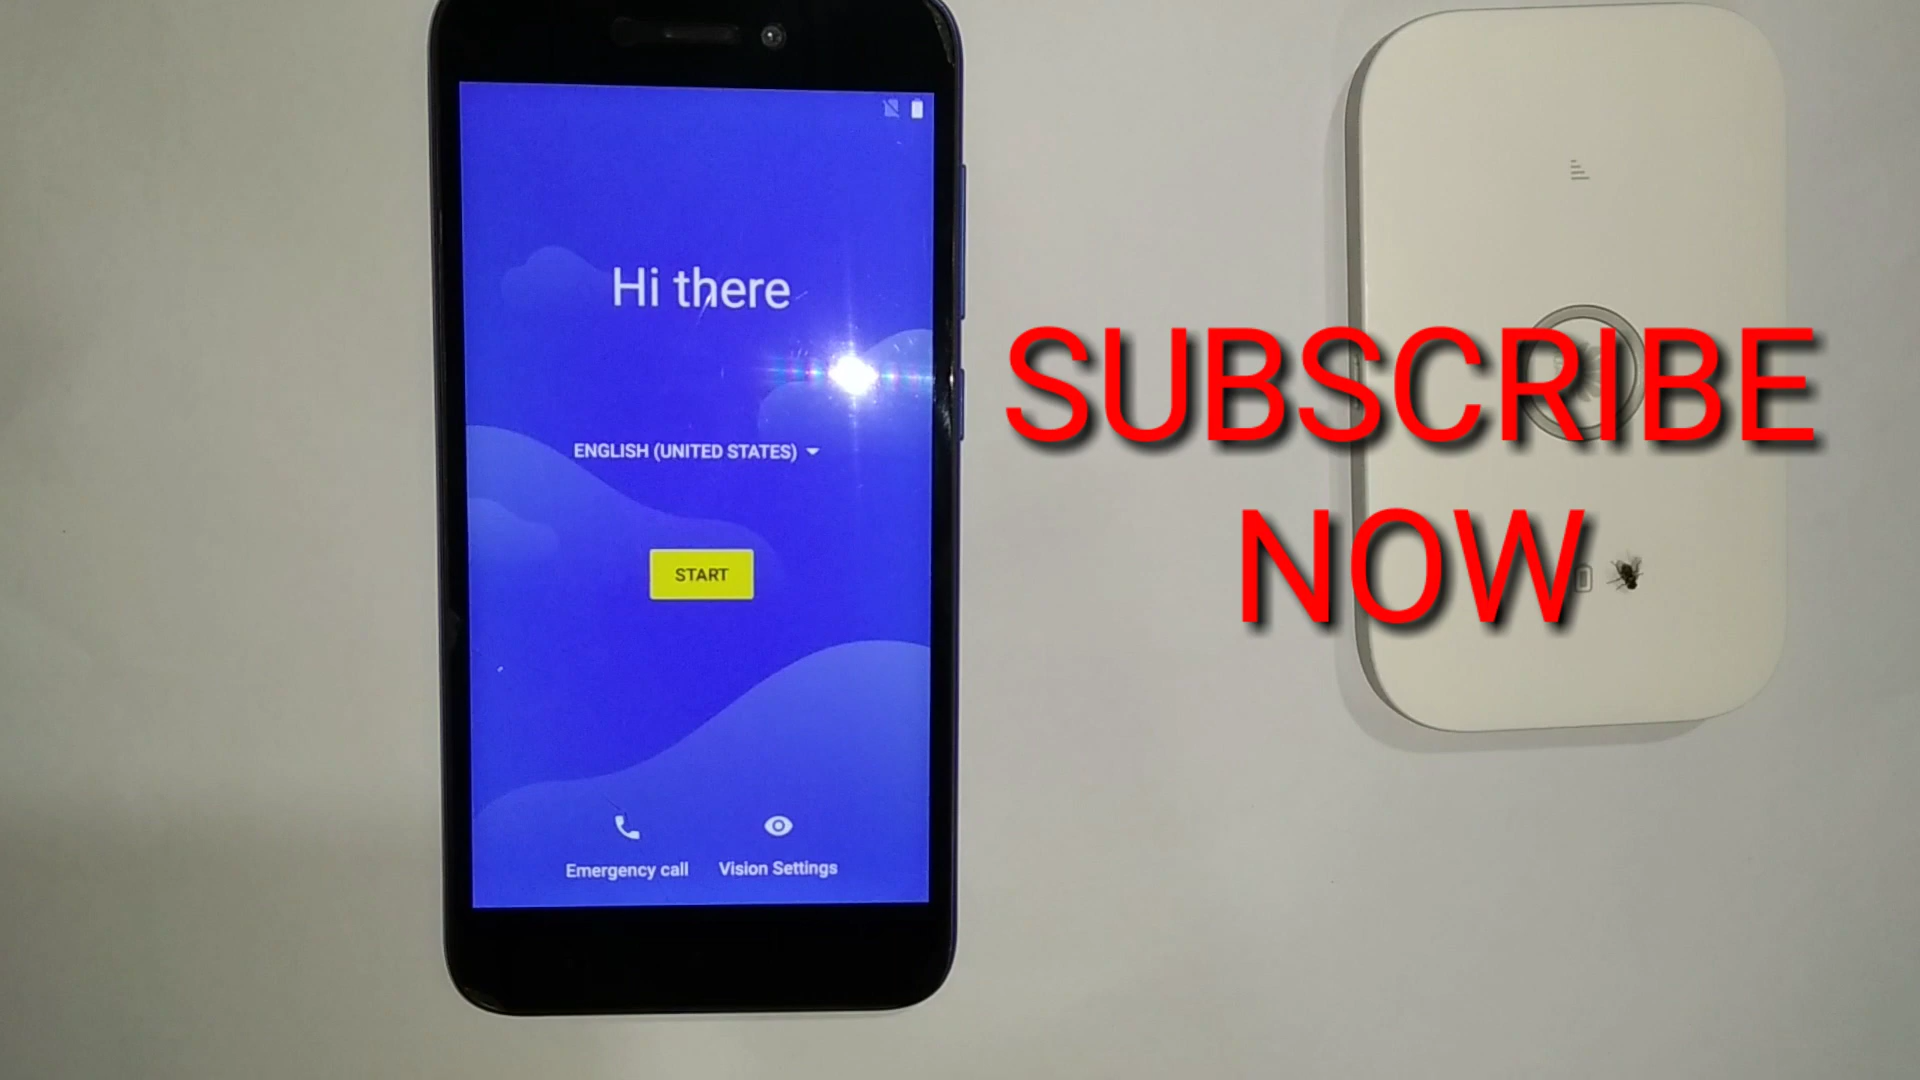 Hi there
ENGLISH (UNITED STATES)
START
Emergency call
Vision Settings
SUBSCRIBE
NOW